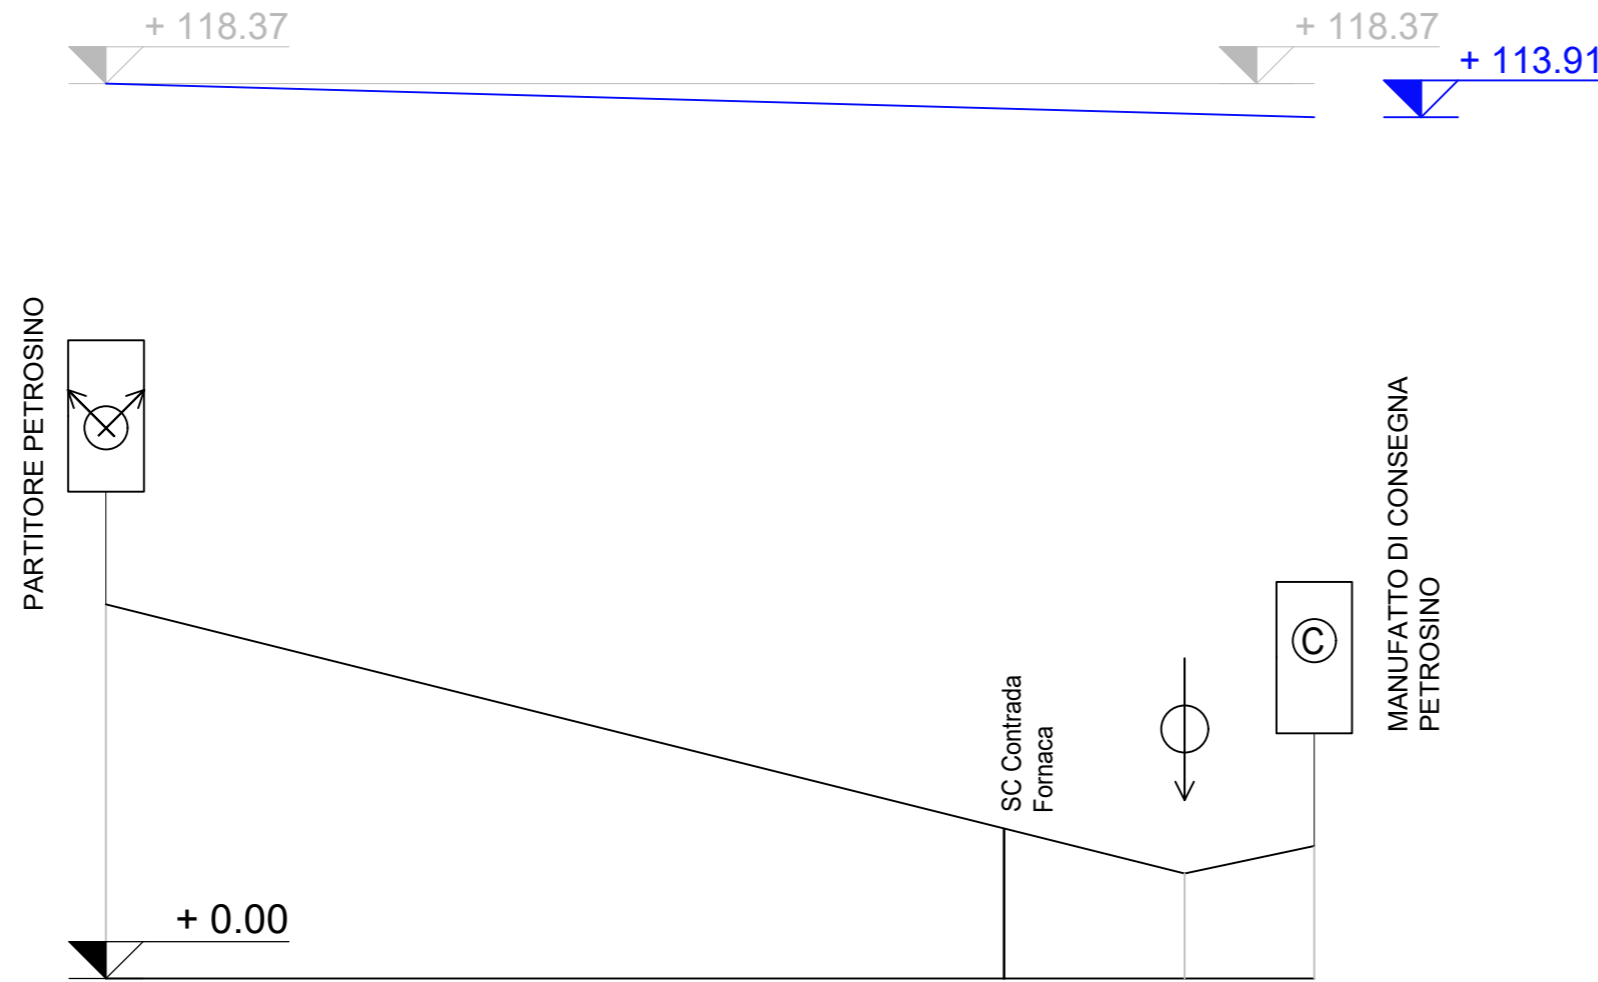 + 118.37
+ 118.37
+ 113.91
PARTITORE PETROSINO
MANUFATTO DI CONSEGNA
PETROSINO
C
SC Contrada
Fornaca
+ 0.00